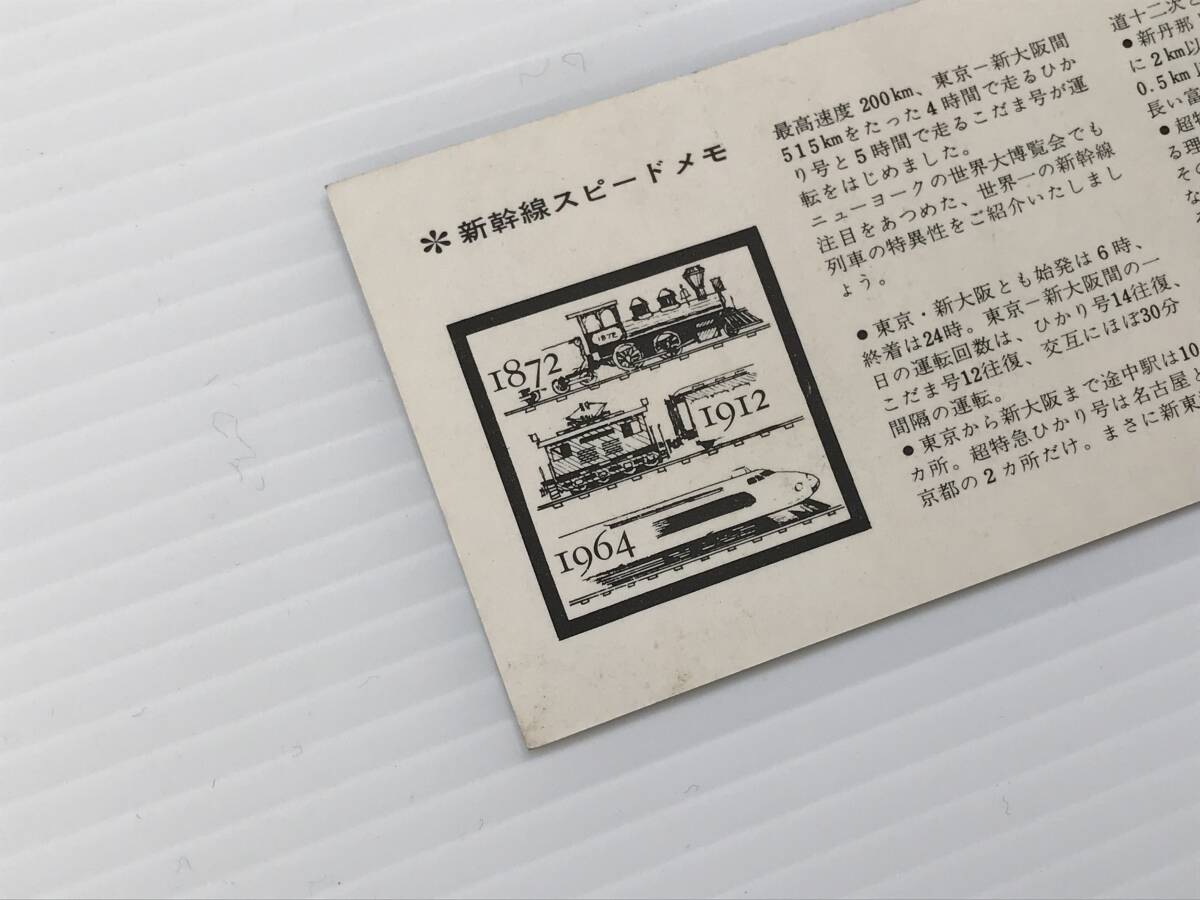 ＊新幹線スピードメモ
1872
1872
1912
1964
最高速度 200km、東京－新大阪間
515kmをたった4時間で走るひか
り号と5時間で走るこだま号が運
転をはじめました。
ニューヨークの世界大博覧会でも
注目をあつめた、世界一の新幹線
列車の特異性をご紹介いたしまし
ょう。
●東京・新大阪とも始発は6時、
終着は24時。東京－新大阪間の一
日の運転回数は、ひかり号14往復、
こだま号12往復、交互にほぼ30分
間隔の運転。
●東京から新大阪まで途中駅は10
カ所。超特急ひかり号は名古屋と
京都の2カ所だけ。まさに新東
道十二次
●新丹那
に2km以
0.5km以
長い富
●超特
る理
その
な